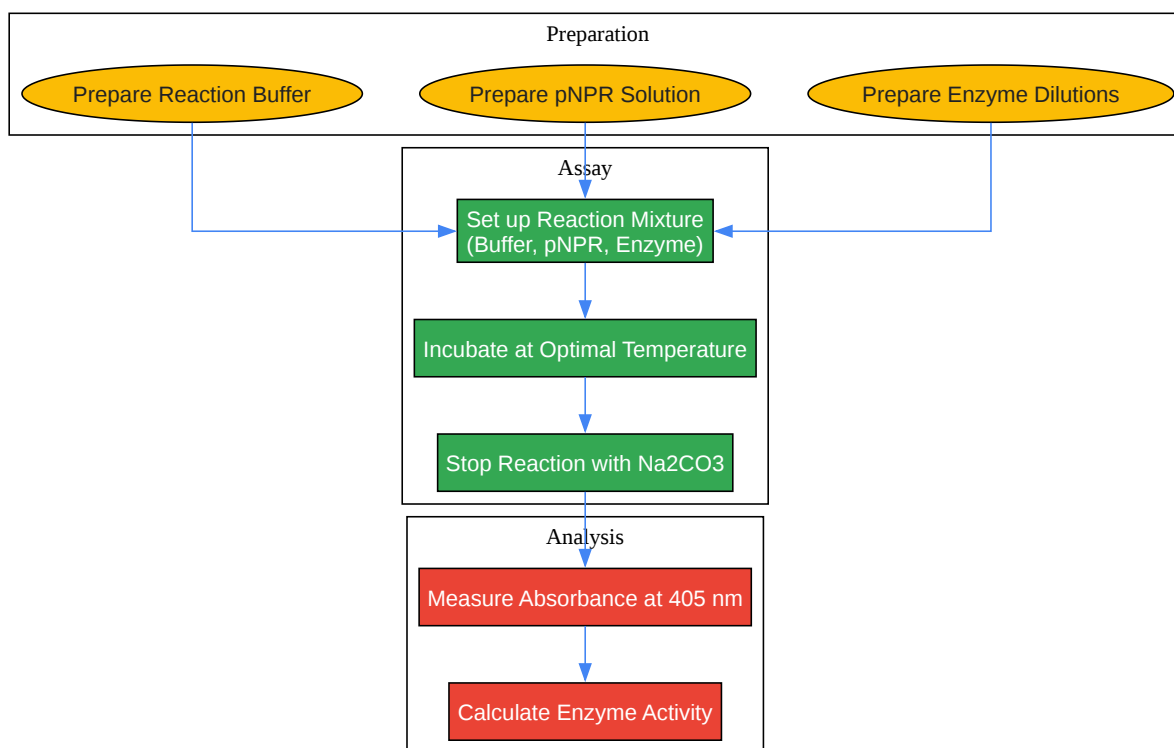 Preparation
Prepare Reaction Buffer
Prepare pNPR Solution
Prepare Enzyme Dilutions
Assay
Set up Reaction Mixture
(Buffer, pNPR, Enzyme)
Incubate at Optimal Temperature
Stop Reaction with Na2CO3
Analysis
Measure Absorbance at 405 nm
Calculate Enzyme Activity